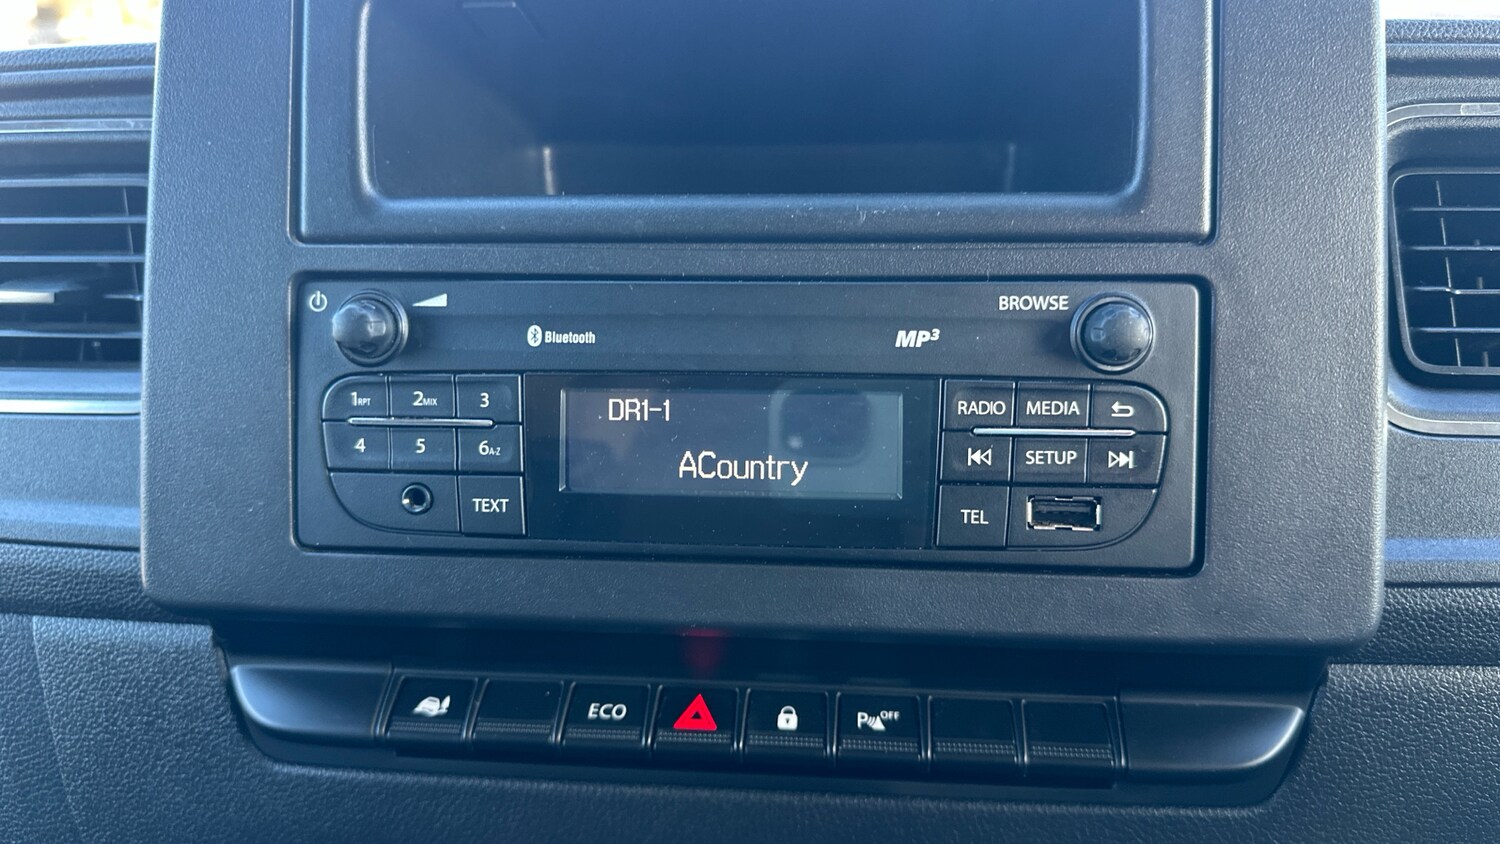 BROWSE
Bluetooth
MP3
1RPT 2MIX 3
4 5 6A-Z
TEXT
DR1-1
ACountry
RADIO MEDIA
SETUP
TEL
ECO
P OFF